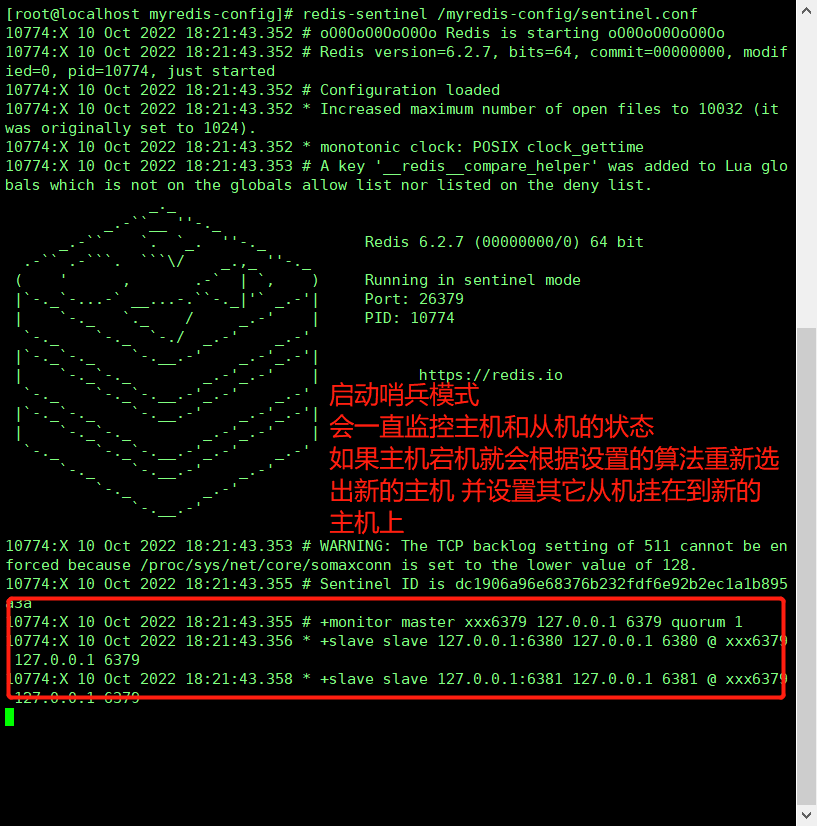 [root@localhost myredis-config]# redis-sentinel /myredis-config/sentinel.conf
10774:X 10 Oct 2022 18:21:43.352 # oO0OoO0OoO0Oo Redis is starting oO0OoO0OoO0Oo
10774:X 10 Oct 2022 18:21:43.352 # Redis version=6.2.7, bits=64, commit=00000000, modif
ied=0, pid=10774, just started
10774:X 10 Oct 2022 18:21:43.352 # Configuration loaded
10774:X 10 Oct 2022 18:21:43.352 * Increased maximum number of open files to 10032 (it
was originally set to 1024).
10774:X 10 Oct 2022 18:21:43.352 * monotonic clock: POSIX clock_gettime
10774:X 10 Oct 2022 18:21:43.353 # A key '__redis__compare_helper' was added to Lua glo
bals which is not on the globals allow list nor listed on the deny list.
Redis 6.2.7 (00000000/0) 64 bit
Running in sentinel mode
Port: 26379
PID: 10774
https://redis.io
启动哨兵模式
会一直监控主机和从机的状态
如果主机宕机就会根据设置的算法重新选
出新的主机 并设置其它从机挂在到新的
主机上
10774:X 10 Oct 2022 18:21:43.353 # WARNING: The TCP backlog setting of 511 cannot be en
forced because /proc/sys/net/core/somaxconn is set to the lower value of 128.
10774:X 10 Oct 2022 18:21:43.355 # Sentinel ID is dc1906a96e68376b232fdf6e92b2ec1a1b895
a3a
10774:X 10 Oct 2022 18:21:43.355 # +monitor master xxx6379 127.0.0.1 6379 quorum 1
10774:X 10 Oct 2022 18:21:43.356 * +slave slave 127.0.0.1:6380 127.0.0.1 6380 @ xxx6379
127.0.0.1 6379
10774:X 10 Oct 2022 18:21:43.358 * +slave slave 127.0.0.1:6381 127.0.0.1 6381 @ xxx6379
127.0.0.1 6379